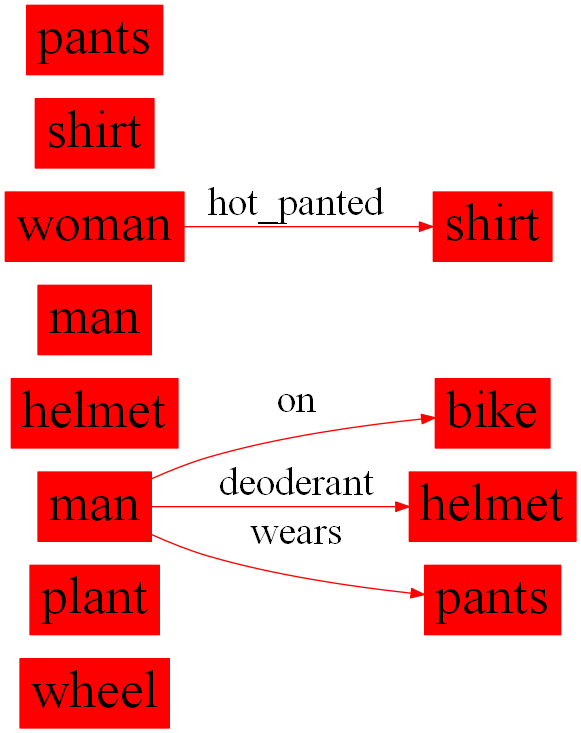 pants
shirt
woman hot_panted shirt
man
helmet
on bike
man deoderant helmet
wears pants
plant
wheel